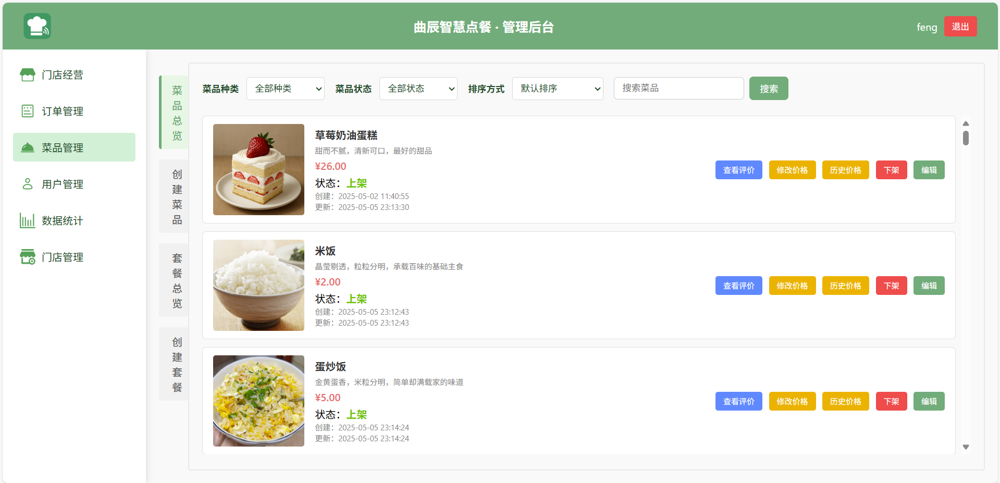 曲辰智慧点餐 · 管理后台
feng
退出
门店经营
订单管理
菜品管理
用户管理
数据统计
门店管理
菜品总览
创建菜品
套餐总览
创建套餐
菜品种类
全部种类
菜品状态
全部状态
排序方式
默认排序
搜索菜品
搜索
草莓奶油蛋糕
甜而不腻，清新可口，最好的甜品
¥26.00
状态：上架
创建：2025-05-02 11:40:55
更新：2025-05-05 23:13:30
查看评价
修改价格
历史价格
下架
编辑
米饭
晶莹剔透，粒粒分明，承载百味的基础主食
¥2.00
状态：上架
创建：2025-05-05 23:12:43
更新：2025-05-05 23:12:43
查看评价
修改价格
历史价格
下架
编辑
蛋炒饭
金黄蛋香，米粒分明，简单却满载家的味道
¥5.00
状态：上架
创建：2025-05-05 23:14:24
更新：2025-05-05 23:14:24
查看评价
修改价格
历史价格
下架
编辑